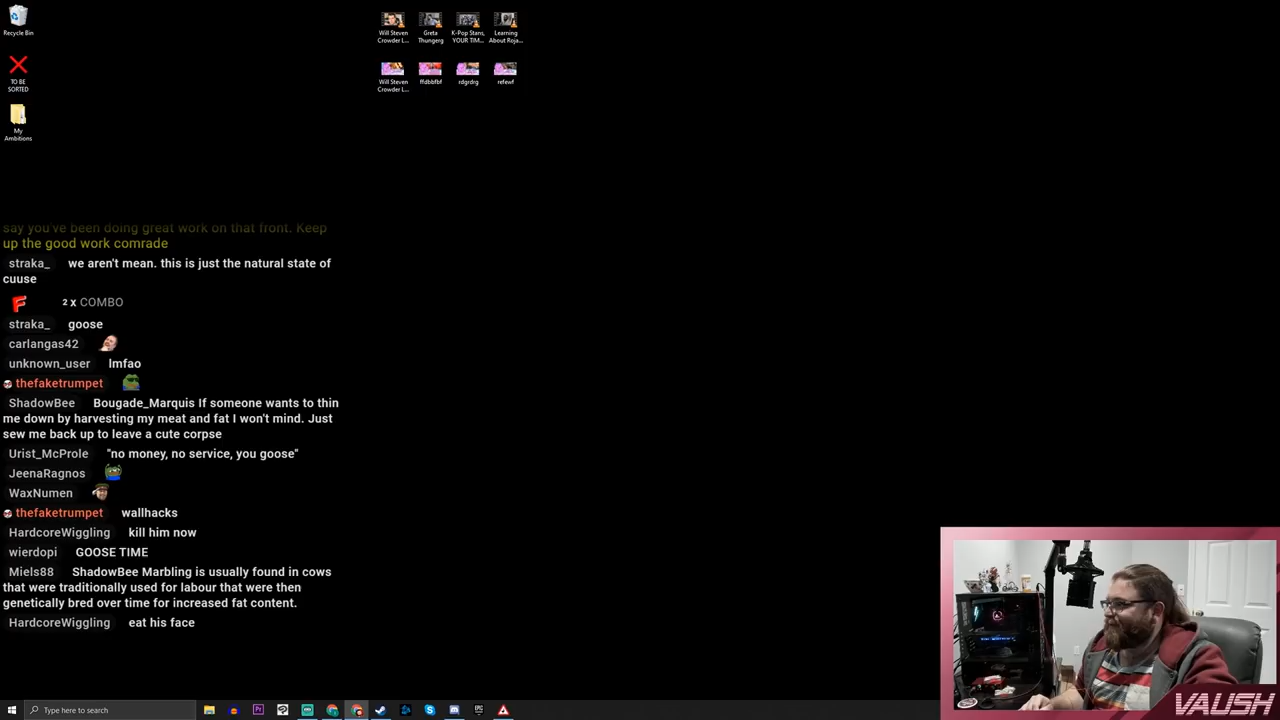 Recycle Bin
TO BE
SORTED
My
Ambitions
Will Steven
Crowder L...
Greta
Thungerg
K-Pop Stans,
YOUR TIM...
Learning
About Roja...
Will Steven
Crowder L...
ffdbbfbf
rdgrdrg
refewf
say you've been doing great work on that front. Keep
up the good work comrade
straka_ we aren't mean. this is just the natural state of
cuuse
F 2 x COMBO
straka_ goose
carlangas42
unknown_user lmfao
thefaketrumpet
ShadowBee Bougade_Marquis If someone wants to thin
me down by harvesting my meat and fat I won't mind. Just
sew me back up to leave a cute corpse
Urist_McProle "no money, no service, you goose"
JeenaRagnos
WaxNumen
thefaketrumpet wallhacks
HardcoreWiggling kill him now
wierdopi GOOSE TIME
Miels88 ShadowBee Marbling is usually found in cows
that were traditionally used for labour that were then
genetically bred over time for increased fat content.
HardcoreWiggling eat his face
Type here to search
Pr
EPIC
VAUSH